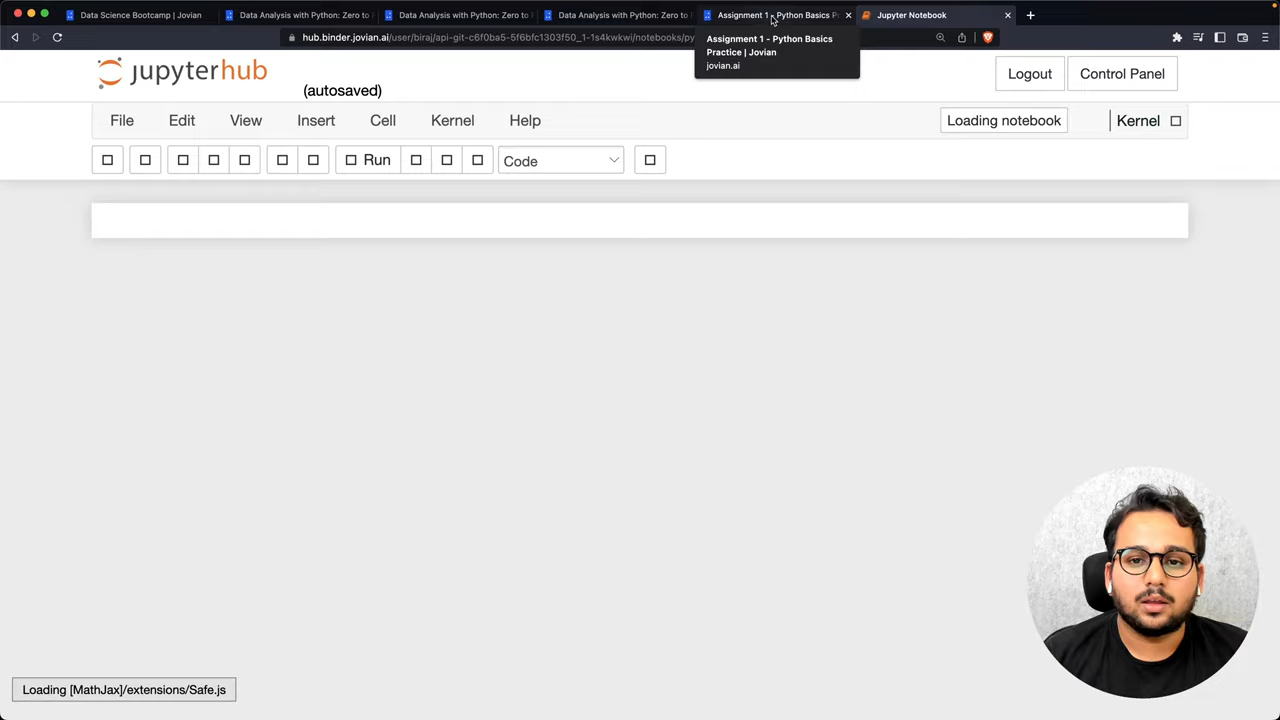 Data Science Bootcamp | Jovian
Data Analysis with Python: Zero to
Data Analysis with Python: Zero to
Data Analysis with Python: Zero to
Assignment 1 - Python Basics P
Jupyter Notebook
hub.binder.jovian.ai/user/biraj/api-git-c6f0ba5-5f6bfc1303f50_1-1s4kwkwi/notebooks/py
Assignment 1 - Python Basics
Practice | Jovian
jovian.ai
jupyterhub
(autosaved)
Logout
Control Panel
File
Edit
View
Insert
Cell
Kernel
Help
Loading notebook
Kernel
Run
Code
Loading [MathJax]/extensions/Safe.js